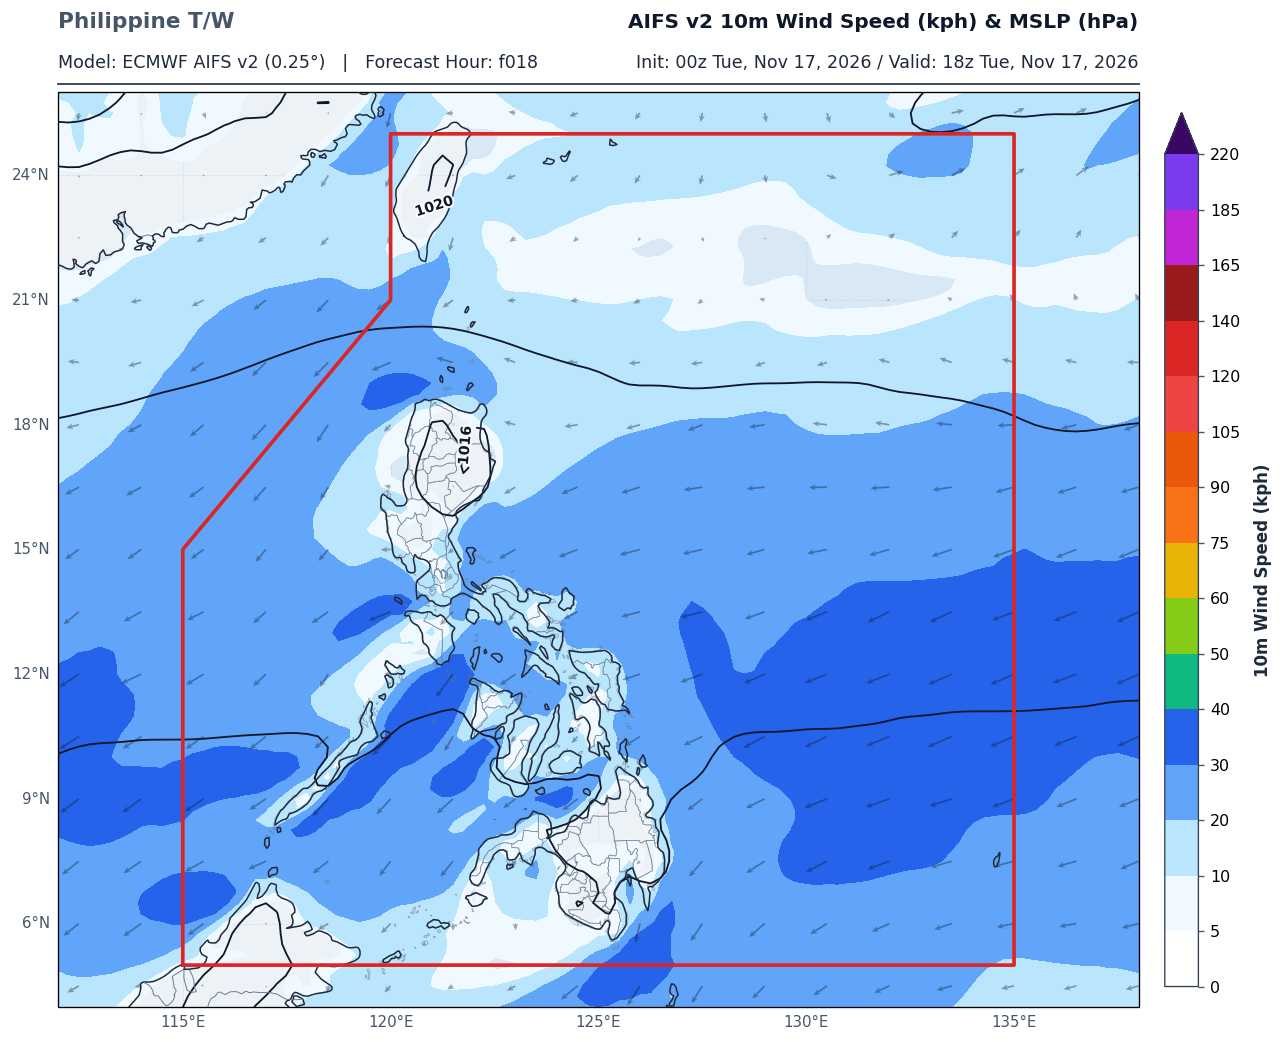 Philippine T/W
AIFS v2 10m Wind Speed (kph) & MSLP (hPa)
Model: ECMWF AIFS v2 (0.25°) | Forecast Hour: f018
Init: 00z Tue, Nov 17, 2026 / Valid: 18z Tue, Nov 17, 2026
24°N
21°N
18°N
15°N
12°N
9°N
6°N
115°E
120°E
125°E
130°E
135°E
1020
1016
220
185
165
140
120
105
90
75
60
50
40
30
20
10
5
0
10m Wind Speed (kph)